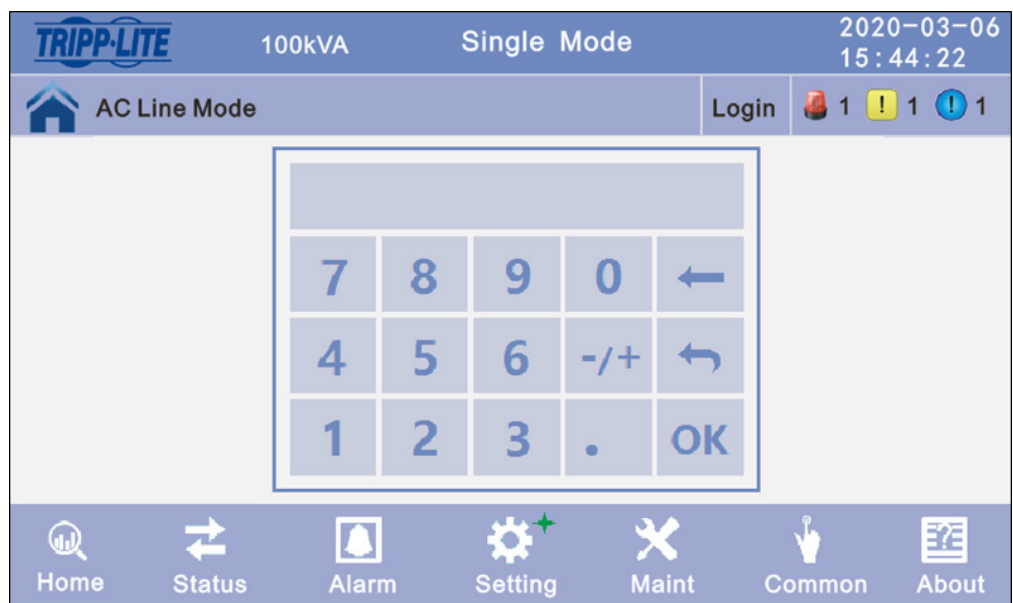 TRIPP·LITE 100kVA Single Mode 2020-03-06
15:44:22
AC Line Mode Login 1 ! 1 ! 1
7 8 9 0 ←
4 5 6 -/+ ↰
1 2 3 . OK
Home Status Alarm Setting Maint Common About